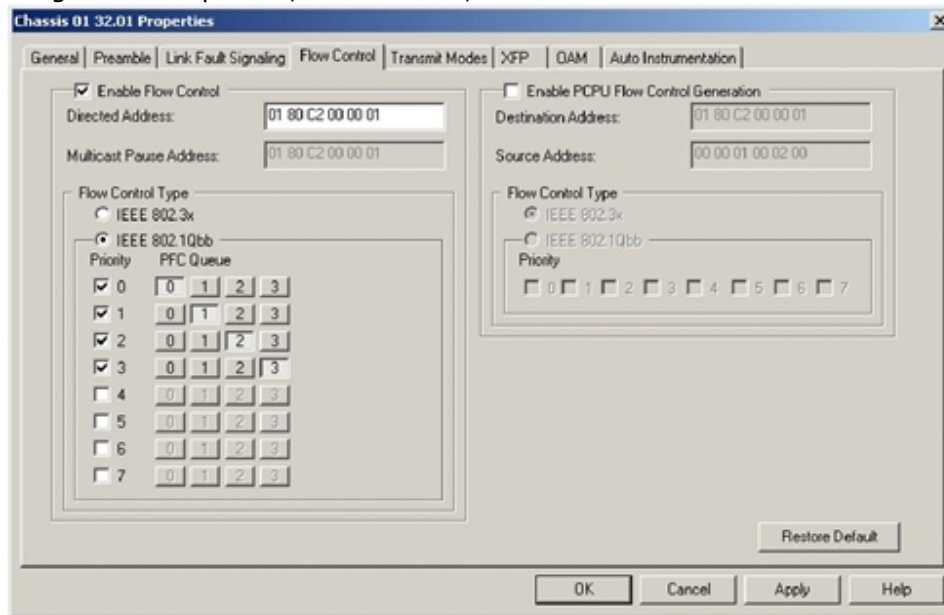 Chassis 01 32.01 Properties
General Preamble Link Fault Signaling Flow Control Transmit Modes XFP OAM Auto Instrumentation
Enable Flow Control
Directed Address: 01 80 C2 00 00 01
Multicast Pause Address: 01 80 C2 00 00 01
Flow Control Type
IEEE 802.3x
IEEE 802.1Qbb
Priority PFC Queue
0 0 1 2 3
1 0 1 2 3
2 0 1 2 3
3 0 1 2 3
4 0 1 2 3
5 0 1 2 3
6 0 1 2 3
7 0 1 2 3
Enable PCPU Flow Control Generation
Destination Address: 01 80 C2 00 00 01
Source Address: 00 00 01 00 02 00
Flow Control Type
IEEE 802.3x
IEEE 802.1Qbb
Priority
0 1 2 3 4 5 6 7
Restore Default
OK Cancel Apply Help